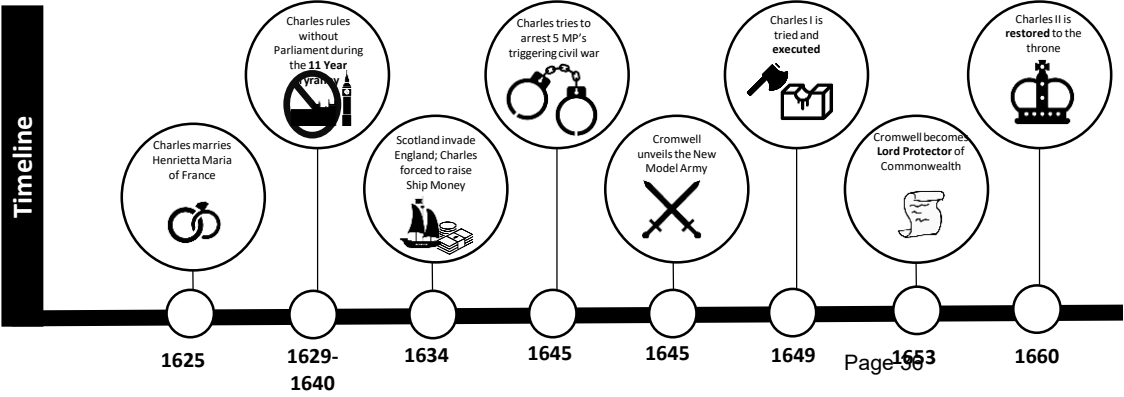 Timeline
Charles marries
Henrietta Maria
of France
Charles rules
without
Parliament during
the 11 Year
Tyranny
Scotland invade
England; Charles
forced to raise
Ship Money
Charles tries to
arrest 5 MP's
triggering civil war
Cromwell
unveils the New
Model Army
Charles I is
tried and
executed
Cromwell becomes
Lord Protector of
Commonwealth
Charles II is
restored to the
throne
1625
1629-
1640
1634
1645
1645
1649
1653
1660
Page 36